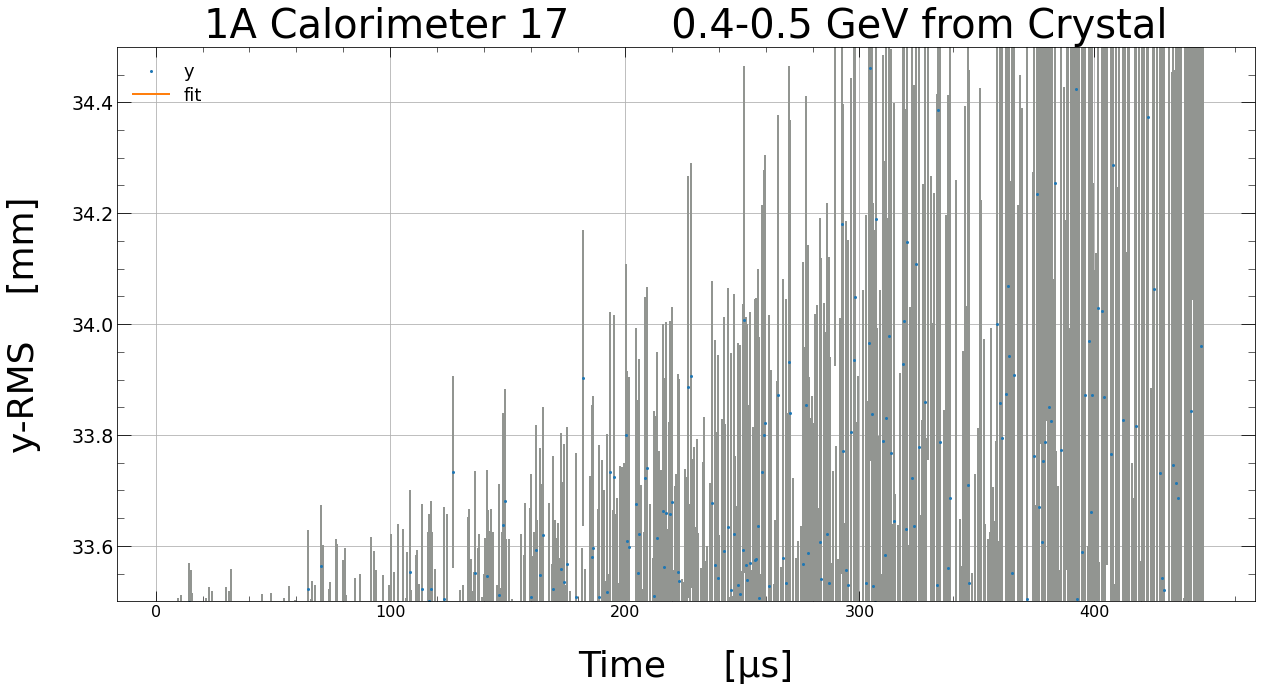 1A Calorimeter 17 0.4-0.5 GeV from Crystal
y
fit
34.4
34.2
34.0
33.8
33.6
y-RMS [mm]
0 100 200 300 400
Time [µs]